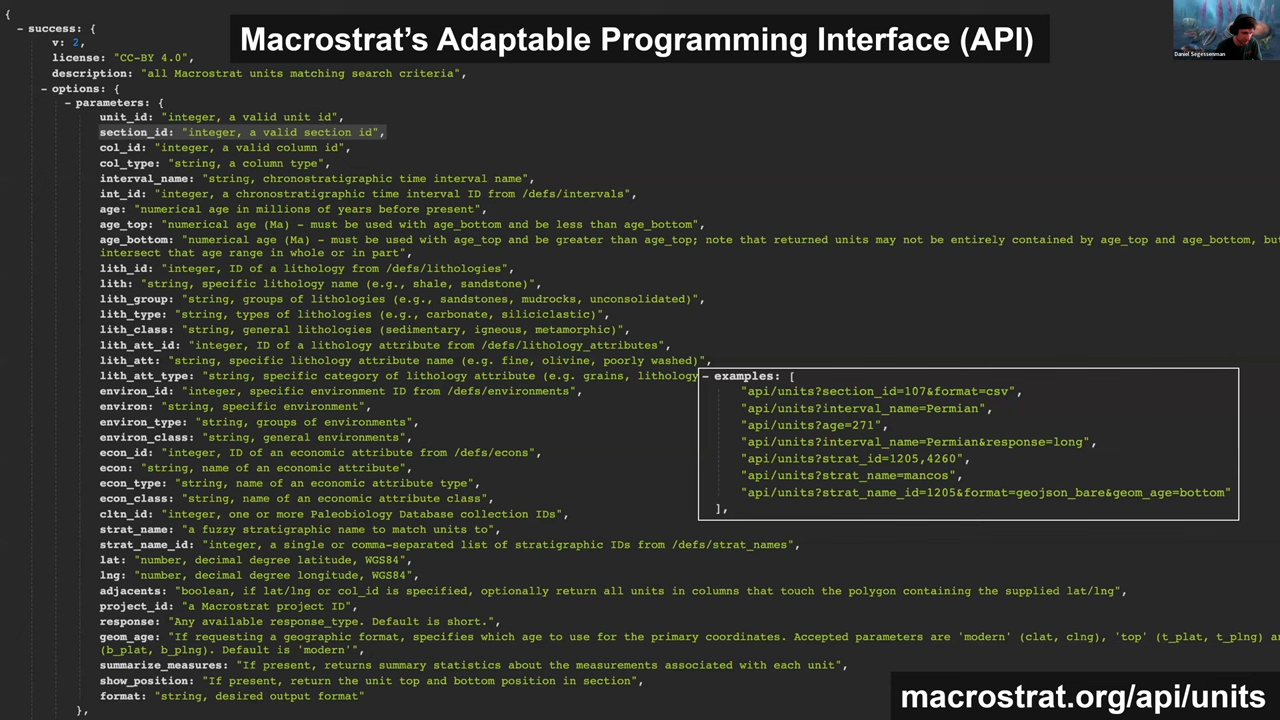 Macrostrat’s Adaptable Programming Interface (API)
Daniel Segessenman
{
– success: {
v: 2,
license: "CC-BY 4.0",
description: "all Macrostrat units matching search criteria",
– options: {
– parameters: {
unit_id: "integer, a valid unit id",
section_id: "integer, a valid section id",
col_id: "integer, a valid column id",
col_type: "string, a column type",
interval_name: "string, chronostratigraphic time interval name",
int_id: "integer, a chronostratigraphic time interval ID from /defs/intervals",
age: "numerical age in millions of years before present",
age_top: "numerical age (Ma) – must be used with age_bottom and be less than age_bottom",
age_bottom: "numerical age (Ma) – must be used with age_top and be greater than age_top; note that returned units may not be entirely contained by age_top and age_bottom, but
intersect that age range in whole or in part",
lith_id: "integer, ID of a lithology from /defs/lithologies",
lith: "string, specific lithology name (e.g., shale, sandstone)",
lith_group: "string, groups of lithologies (e.g., sandstones, mudrocks, unconsolidated)",
lith_type: "string, types of lithologies (e.g., carbonate, siliciclastic)",
lith_class: "string, general lithologies (sedimentary, igneous, metamorphic)",
lith_att_id: "integer, ID of a lithology attribute from /defs/lithology_attributes",
lith_att: "string, specific lithology attribute name (e.g. fine, olivine, poorly washed)",
lith_att_type: "string, specific category of lithology attribute (e.g. grains, lithology
environ_id: "integer, specific environment ID from /defs/environments",
environ: "string, specific environment",
environ_type: "string, groups of environments",
environ_class: "string, general environments",
econ_id: "integer, ID of an economic attribute from /defs/econs",
econ: "string, name of an economic attribute",
econ_type: "string, name of an economic attribute type",
econ_class: "string, name of an economic attribute class",
cltn_id: "integer, one or more Paleobiology Database collection IDs",
strat_name: "a fuzzy stratigraphic name to match units to",
strat_name_id: "integer, a single or comma-separated list of stratigraphic IDs from /defs/strat_names",
lat: "number, decimal degree latitude, WGS84",
lng: "number, decimal degree longitude, WGS84",
adjacents: "boolean, if lat/lng or col_id is specified, optionally return all units in columns that touch the polygon containing the supplied lat/lng",
project_id: "a Macrostrat project ID",
response: "Any available response_type. Default is short.",
geom_age: "If requesting a geographic format, specifies which age to use for the primary coordinates. Accepted parameters are 'modern' (clat, clng), 'top' (t_plat, t_plng) an
(b_plat, b_plng). Default is 'modern'",
summarize_measures: "If present, returns summary statistics about the measurements associated with each unit",
show_position: "If present, return the unit top and bottom position in section",
format: "string, desired output format"
},
– examples: [
"api/units?section_id=107&format=csv",
"api/units?interval_name=Permian",
"api/units?age=271",
"api/units?interval_name=Permian&response=long",
"api/units?strat_id=1205,4260",
"api/units?strat_name=mancos",
"api/units?strat_name_id=1205&format=geojson_bare&geom_age=bottom"
],
macrostrat.org/api/units